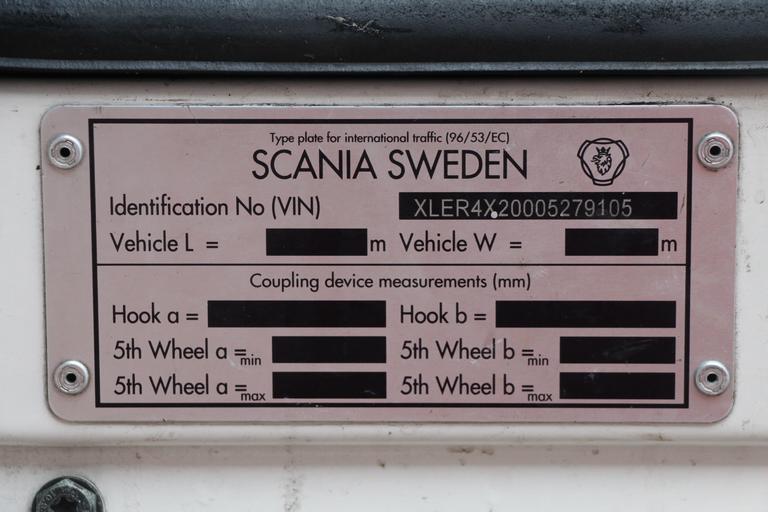 Type plate for international traffic (96/53/EC)
SCANIA SWEDEN
Identification No (VIN) XLER4X20005279105
Vehicle L = m Vehicle W = m
Coupling device measurements (mm)
Hook a = Hook b =
5th Wheel a =min 5th Wheel b =min
5th Wheel a =max 5th Wheel b =max